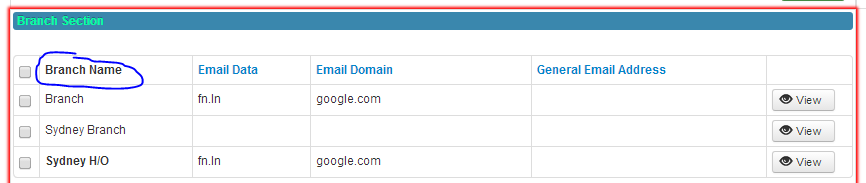 Branch Section
Branch Name Email Data Email Domain General Email Address
Branch fn.ln google.com View
Sydney Branch View
Sydney H/O fn.ln google.com View